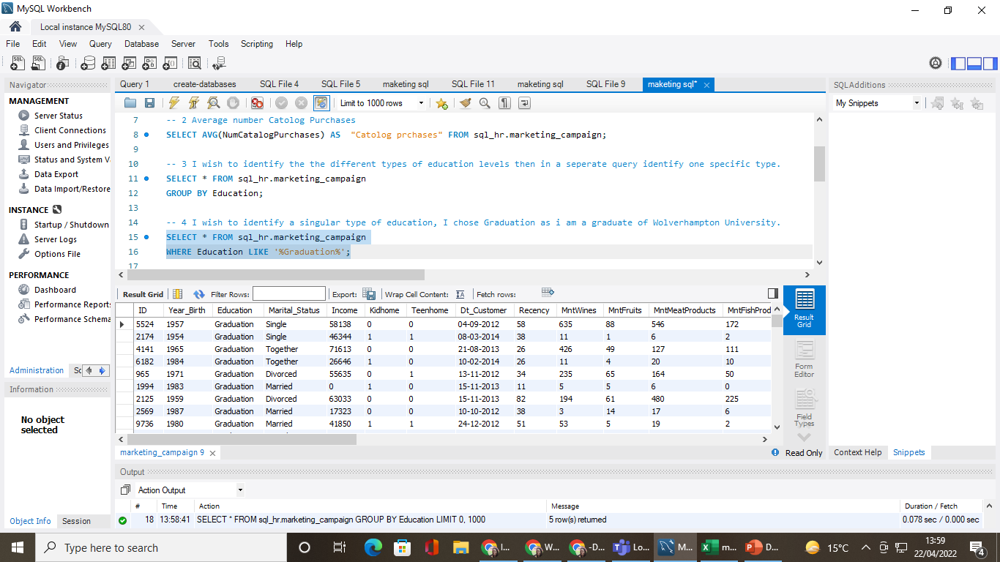 MySQL Workbench
Local instance MySQL80
File Edit View Query Database Server Tools Scripting Help
Navigator
MANAGEMENT
Server Status
Client Connections
Users and Privileges
Status and System V
Data Export
Data Import/Restore
INSTANCE
Startup / Shutdown
Server Logs
Options File
PERFORMANCE
Dashboard
Performance Reports
Performance Schema
Administration Sc
Information
No object
selected
Object Info Session
Query 1 create-databases SQL File 4 SQL File 5 maketing sql SQL File 11 maketing sql SQL File 9 maketing sql*
Limit to 1000 rows
7 -- 2 Average number Catolog Purchases
8 SELECT AVG(NumCatalogPurchases) AS "Catolog prchases" FROM sql_hr.marketing_campaign;
9
10 -- 3 I wish to identify the the different types of education levels then in a seperate query identify one specific type.
11 SELECT * FROM sql_hr.marketing_campaign
12 GROUP BY Education;
13
14 -- 4 I wish to identify a singular type of education, I chose Graduation as i am a graduate of Wolverhampton University.
15 SELECT * FROM sql_hr.marketing_campaign
16 WHERE Education LIKE '%Graduation%';
17
Result Grid Filter Rows: Export: Wrap Cell Content: Fetch rows:
ID Year_Birth Education Marital_Status Income Kidhome Teenhome Dt_Customer Recency MntWines MntFruits MntMeatProducts MntFishProd
5524 1957 Graduation Single 58138 0 0 04-09-2012 58 635 88 546 172
2174 1954 Graduation Single 46344 1 1 08-03-2014 38 11 1 6 2
4141 1965 Graduation Together 71613 0 0 21-08-2013 26 426 49 127 111
6182 1984 Graduation Together 26646 1 0 10-02-2014 26 11 4 20 10
965 1971 Graduation Divorced 55635 0 1 13-11-2012 34 235 65 164 50
1994 1983 Graduation Married 0 1 0 15-11-2013 11 5 5 6 0
2125 1959 Graduation Divorced 63033 0 0 15-11-2013 82 194 61 480 225
2569 1987 Graduation Married 17323 0 0 10-10-2012 38 3 14 17 6
9736 1980 Graduation Married 41850 1 1 24-12-2012 51 53 5 19 2
Result
Grid
Form
Editor
Field
Types
marketing_campaign 9
Read Only
SQLAdditions
My Snippets
Context Help Snippets
Output
Action Output
# Time Action Message Duration / Fetch
18 13:58:41 SELECT * FROM sql_hr.marketing_campaign GROUP BY Education LIMIT 0, 1000 5 row(s) returned 0.078 sec / 0.000 sec
Type here to search
I... W... -D... Lo... M... m... D...
15°C
13:59
22/04/2022
4